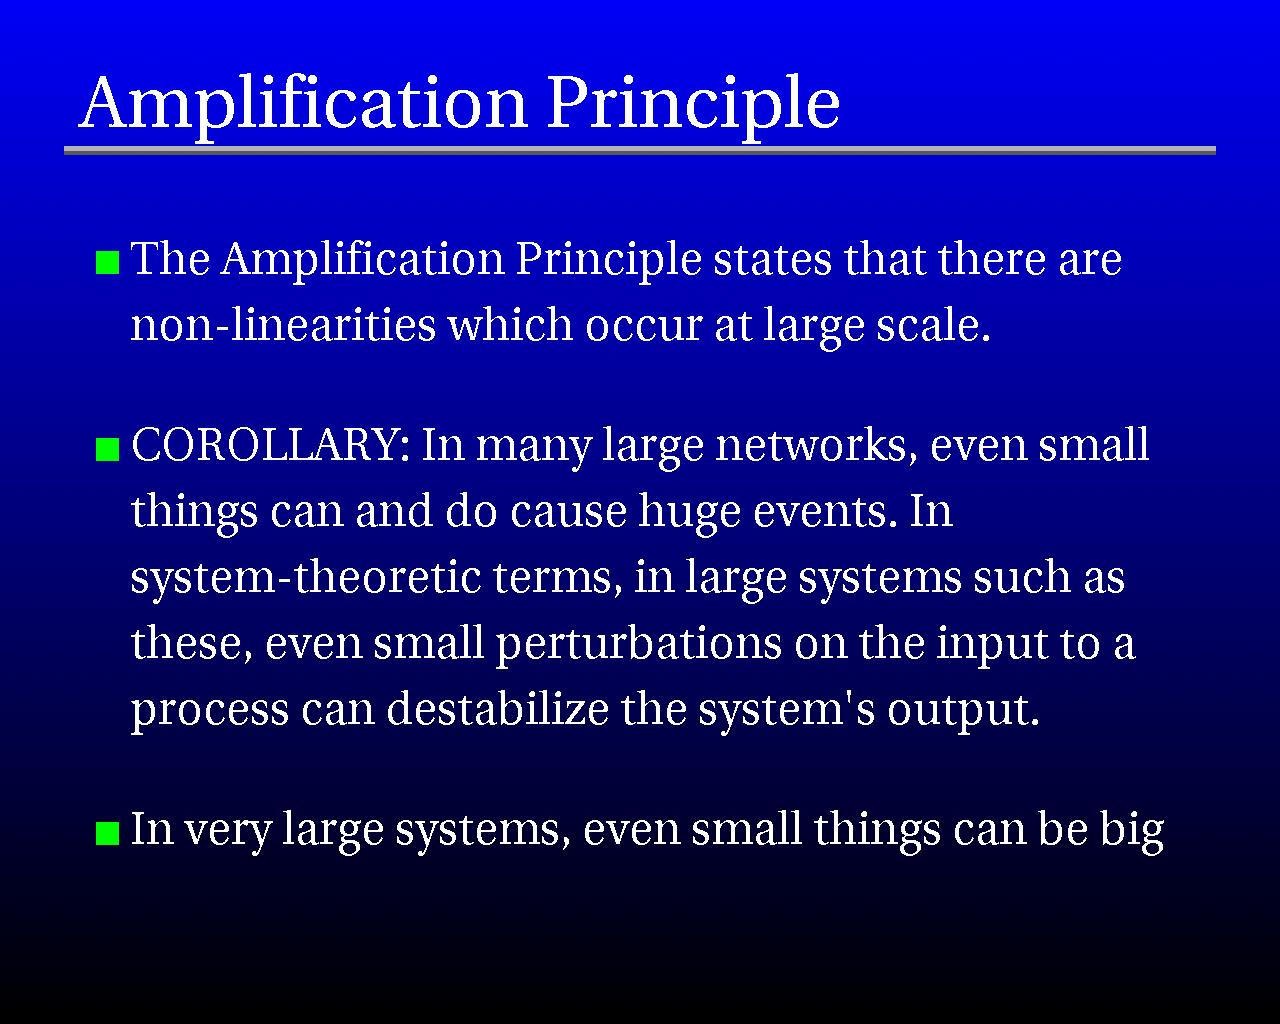 Amplification Principle
The Amplification Principle states that there are
non-linearities which occur at large scale.
COROLLARY: In many large networks, even small
things can and do cause huge events. In
system-theoretic terms, in large systems such as
these, even small perturbations on the input to a
process can destabilize the system's output.
In very large systems, even small things can be big